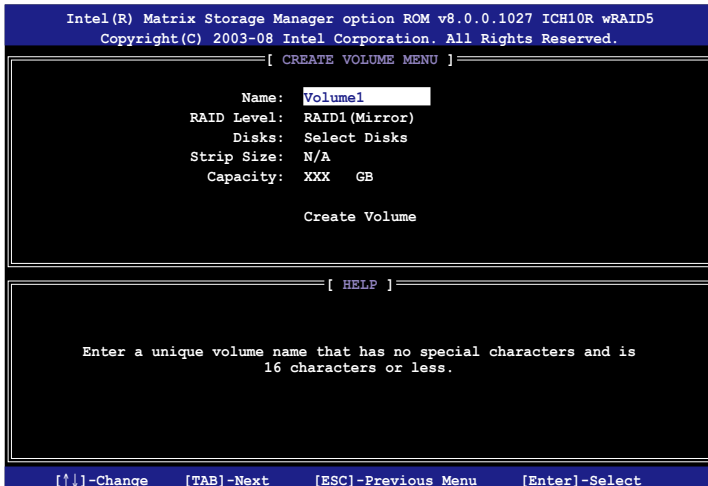 Intel(R) Matrix Storage Manager option ROM v8.0.0.1027 ICH10R wRAID5
Copyright(C) 2003-08 Intel Corporation. All Rights Reserved.
[ CREATE VOLUME MENU ]
Name: Volume1
RAID Level: RAID1(Mirror)
Disks: Select Disks
Strip Size: N/A
Capacity: XXX GB
Create Volume
[ HELP ]
Enter a unique volume name that has no special characters and is
16 characters or less.
[↑↓]-Change [TAB]-Next [ESC]-Previous Menu [Enter]-Select